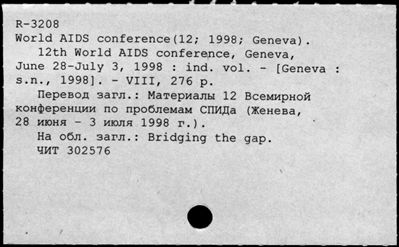 R-3208
World AIDS conference(12; 1998; Geneva).
12th World AIDS conference, Geneva,
June 28-July 3, 1998 : ind. vol. - [Geneva :
s.n., 1998]. - VIII, 276 p.
Перевод загл.: Материалы 12 Всемирной
конференции по проблемам СПИДа (Женева,
28 июня - 3 июля 1998 г.).
На обл. загл.: Bridging the gap.
ЧИТ 302576